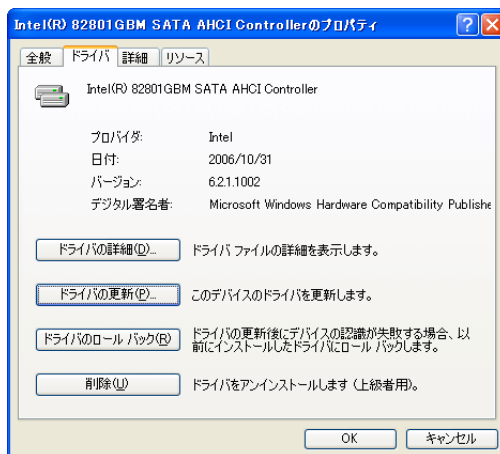 Intel(R) 82801GBM SATA AHCI Controllerのプロパティ
全般 ドライバ 詳細 リソース
Intel(R) 82801GBM SATA AHCI Controller
プロバイダ: Intel
日付: 2006/10/31
バージョン: 6.2.1.1002
デジタル署名者: Microsoft Windows Hardware Compatibility Publishe
ドライバの詳細(D)... ドライバ ファイルの詳細を表示します。
ドライバの更新(P)... このデバイスのドライバを更新します。
ドライバのロール バック(R) ドライバの更新後にデバイスの認識が失敗する場合、以
前にインストールしたドライバにロール バックします。
削除(U) ドライバをアンインストールします (上級者用)。
OK キャンセル